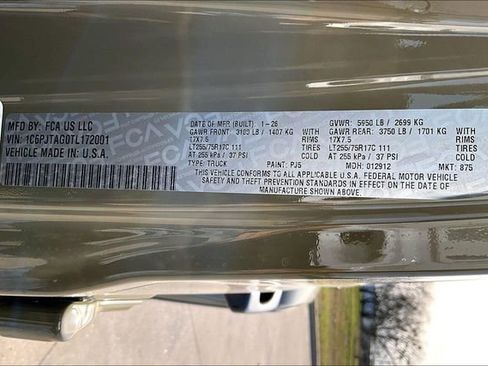 MFD BY: FCA US LLC
VIN: 1C6PJTAG0TL172001
VEHICLE MADE IN: U.S.A.
DATE OF MFR (BUILT) 1-26 GVWR: 5950 LB / 2699 KG
GAWR FRONT: 3103 LB / 1407 KG WITH GAWR REAR: 3750 LB / 1701 KG WITH
17X7.5 RIMS 17X7.5 RIMS
LT255/75R17C 111 TIRES LT255/75R17C 111 TIRES
AT 255 kPa / 37 PSI COLD AT 255 kPa / 37 PSI COLD
TYPE: TRUCK PAINT: PJ5 MDH: 012912 MKT: 875
THIS VEHICLE CONFORMS TO ALL APPLICABLE U.S.A. FEDERAL MOTOR VEHICLE
SAFETY AND THEFT PREVENTION STANDARDS IN EFFECT ON THE DATE OF MANUFACTURE
SHOWN ABOVE.